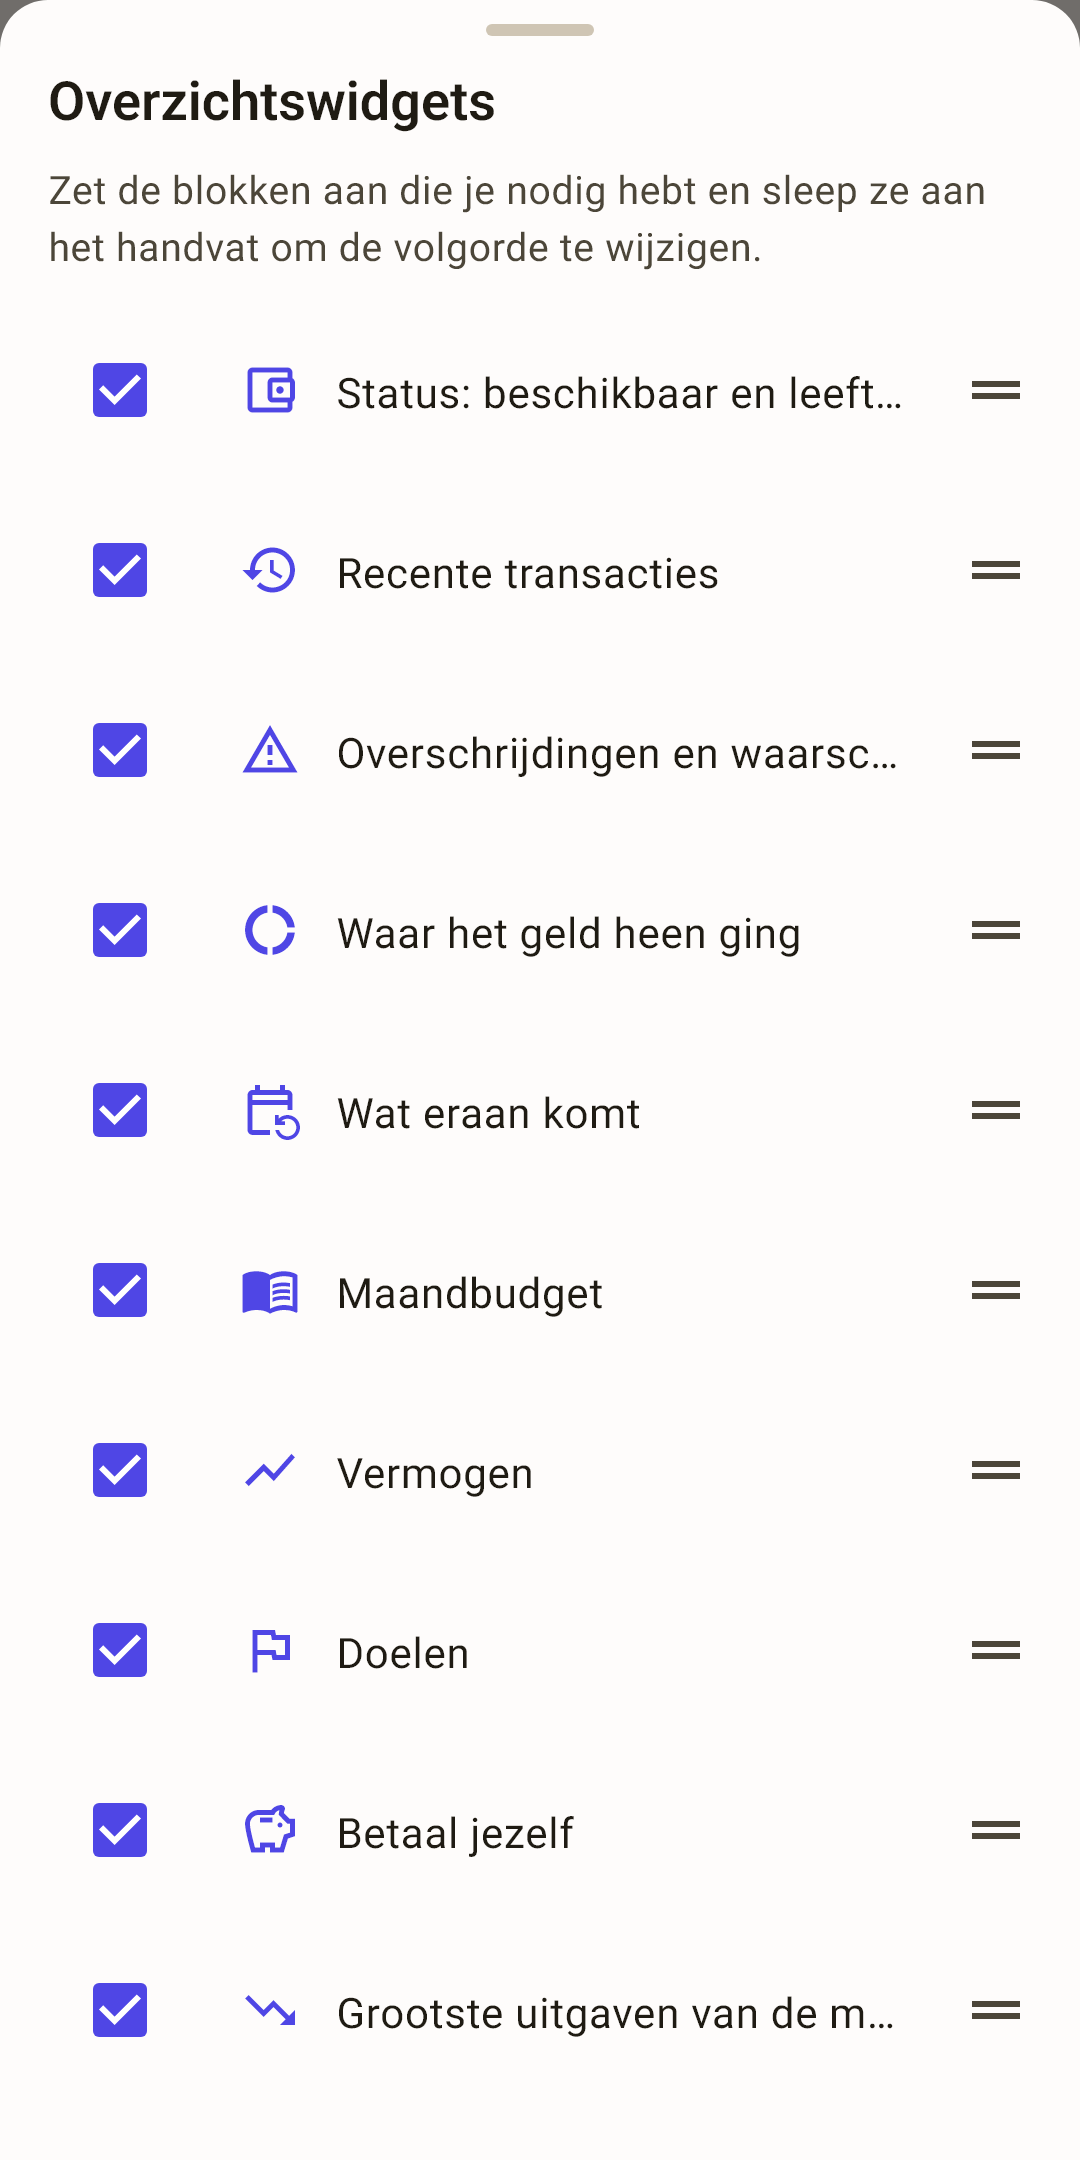 Overzichtswidgets
Zet de blokken aan die je nodig hebt en sleep ze aan
het handvat om de volgorde te wijzigen.
Status: beschikbaar en leeft…
Recente transacties
Overschrijdingen en waarsc…
Waar het geld heen ging
Wat eraan komt
Maandbudget
Vermogen
Doelen
Betaal jezelf
Grootste uitgaven van de m…